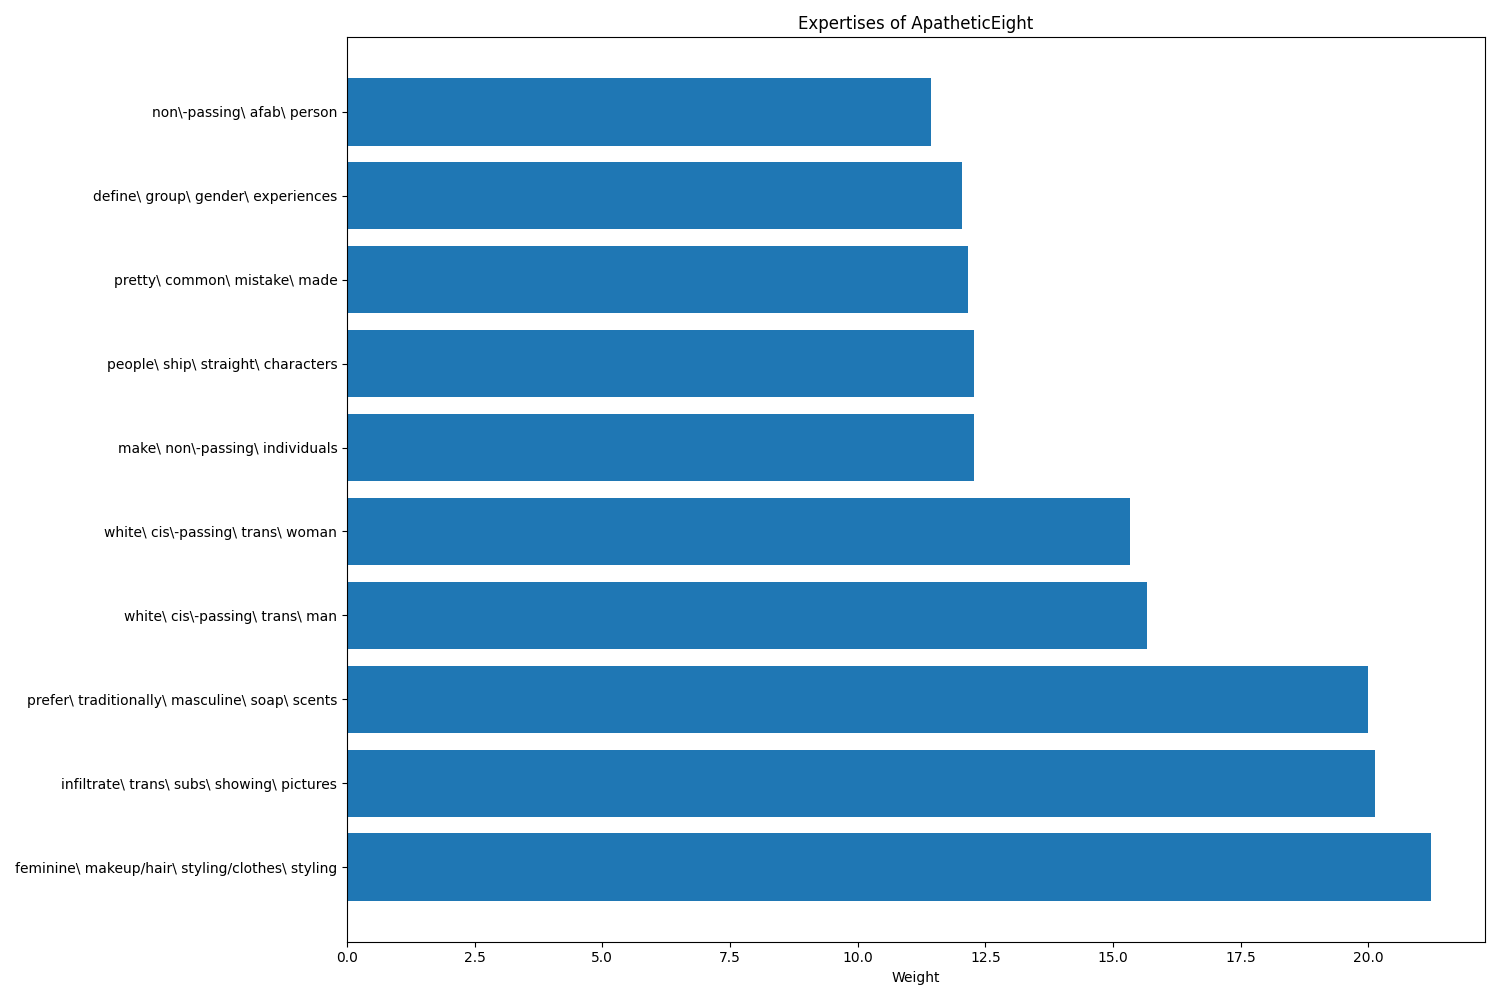 Expertises of ApatheticEight
non\-passing\ afab\ person
define\ group\ gender\ experiences
pretty\ common\ mistake\ made
people\ ship\ straight\ characters
make\ non\-passing\ individuals
white\ cis\-passing\ trans\ woman
white\ cis\-passing\ trans\ man
prefer\ traditionally\ masculine\ soap\ scents
infiltrate\ trans\ subs\ showing\ pictures
feminine\ makeup/hair\ styling/clothes\ styling
0.0 2.5 5.0 7.5 10.0 12.5 15.0 17.5 20.0
Weight